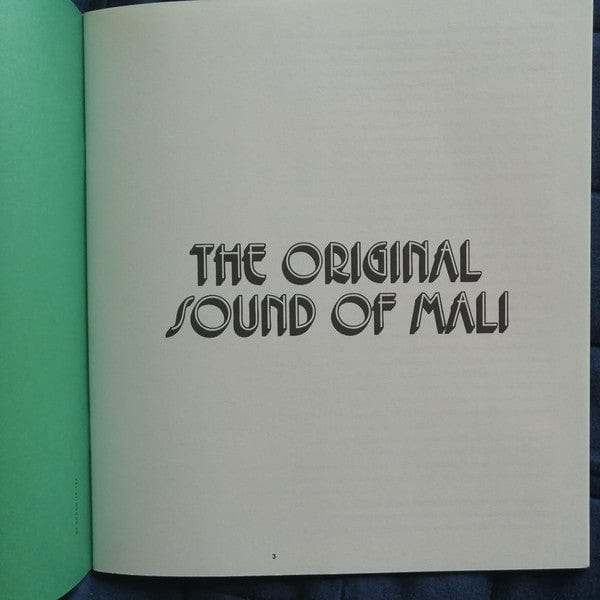 THE ORIGINAL
SOUND OF MALI
3